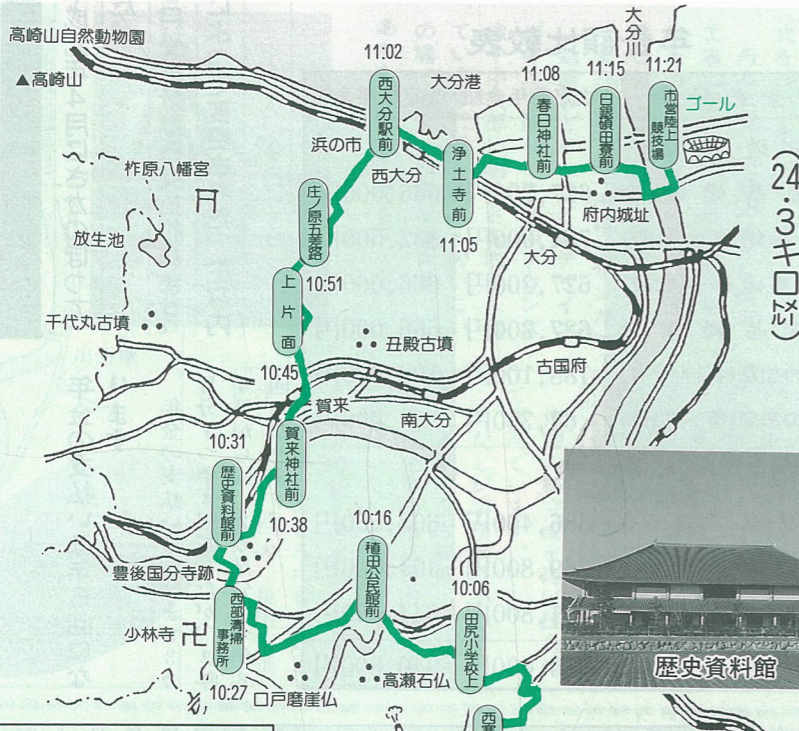 大分川
高崎山自然動物園
▲高崎山
11:02
西大分駅前
大分港
11:08
春日神社前
11:15
11:21
市営陸上競技場
ゴール
浜の市
西大分
浄土寺前
11:05
府内城址
(24・3キロ
柞原八幡宮
庄ノ原五差路
放生池
大分
10:51
上片面
千代丸古墳
丑殿古墳
古国府
10:45
賀来
南大分
賀来神社前
10:31
歴史資料館前
10:38
10:16
稙田公民館前
豊後国分寺跡
10:06
田尻小学校上
西部清掃事務所
少林寺
卍
10:27
口戸磨崖仏
高瀬石仏
歴史資料館
西寒